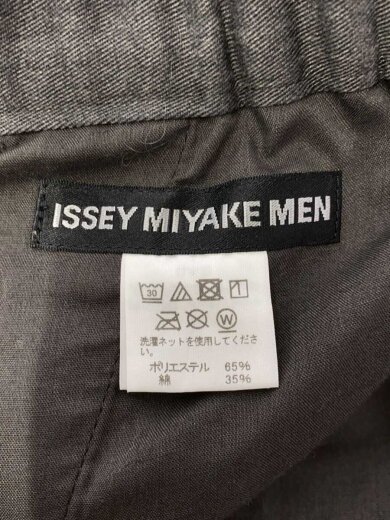 ISSEY MIYAKE MEN
30
W
洗濯ネットを使用してくださ
い。
ポリエステル 65%
綿 35%